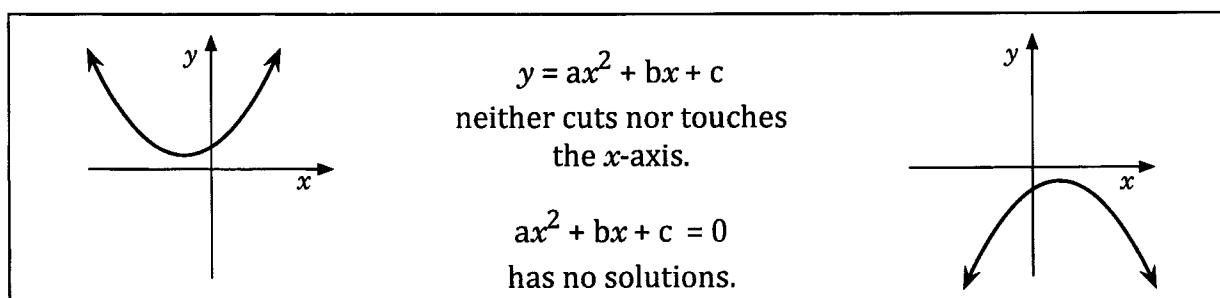 y
x
y = ax² + bx + c
neither cuts nor touches
the x-axis.
ax² + bx + c = 0
has no solutions.
y
x